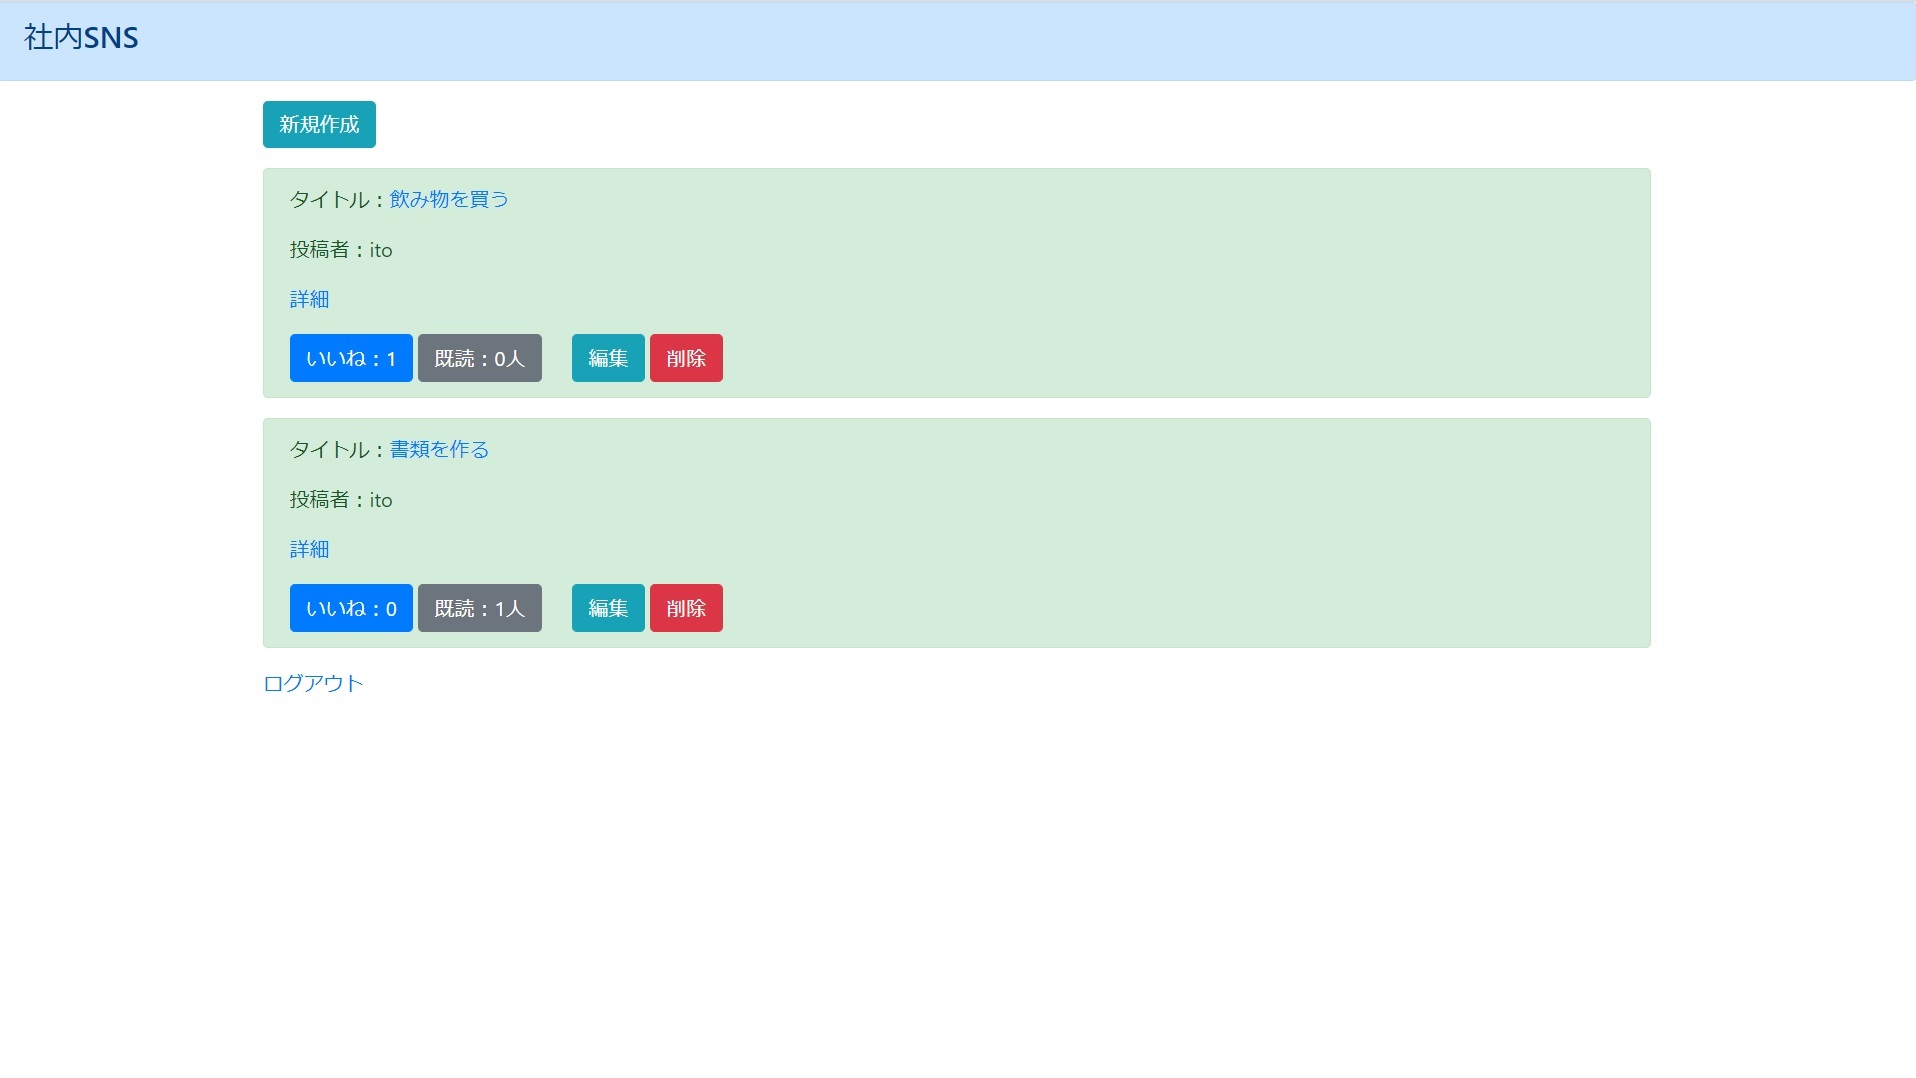 社内SNS
新規作成
タイトル：飲み物を買う
投稿者：ito
詳細
いいね：1 既読：0人 編集 削除
タイトル：書類を作る
投稿者：ito
詳細
いいね：0 既読：1人 編集 削除
ログアウト